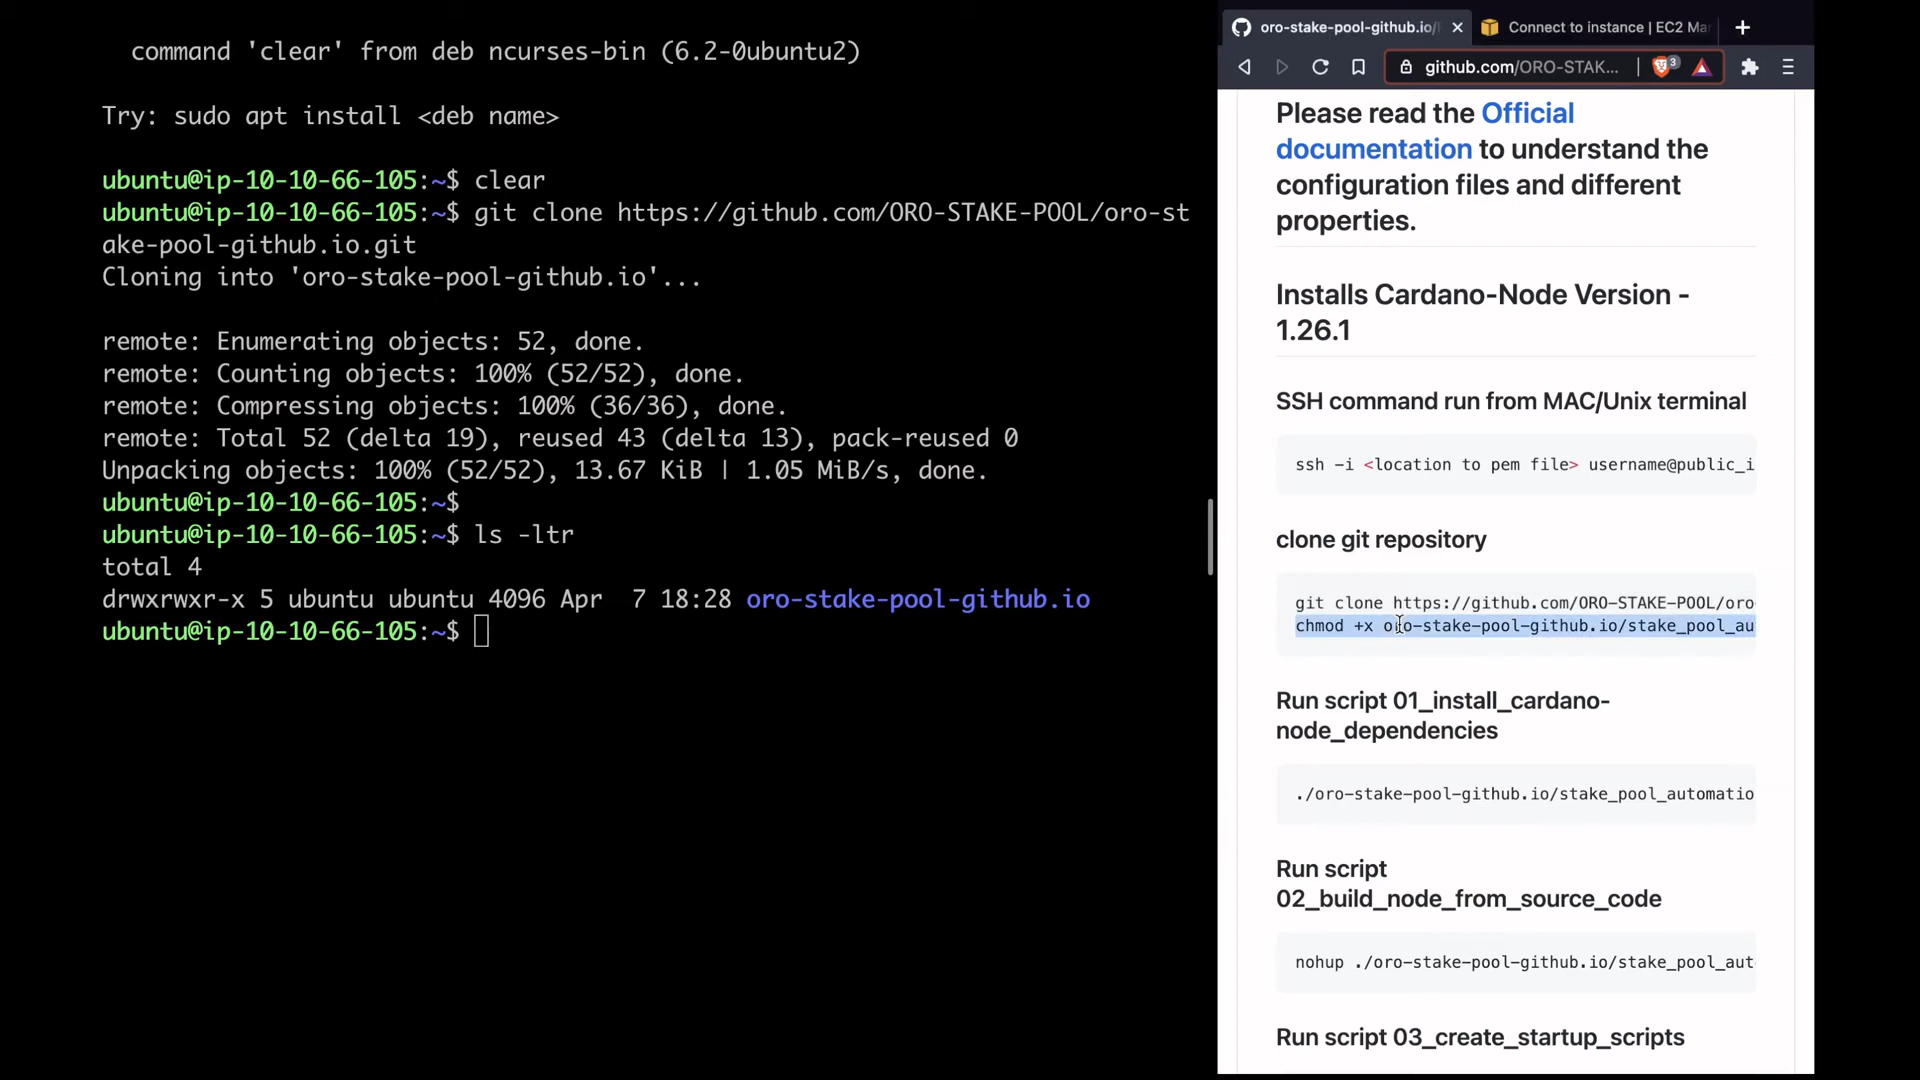 command 'clear' from deb ncurses-bin (6.2-0ubuntu2)
Try: sudo apt install <deb name>
ubuntu@ip-10-10-66-105:~$ clear
ubuntu@ip-10-10-66-105:~$ git clone https://github.com/ORO-STAKE-POOL/oro-st
ake-pool-github.io.git
Cloning into 'oro-stake-pool-github.io'...
remote: Enumerating objects: 52, done.
remote: Counting objects: 100% (52/52), done.
remote: Compressing objects: 100% (36/36), done.
remote: Total 52 (delta 19), reused 43 (delta 13), pack-reused 0
Unpacking objects: 100% (52/52), 13.67 KiB | 1.05 MiB/s, done.
ubuntu@ip-10-10-66-105:~$
ubuntu@ip-10-10-66-105:~$ ls -ltr
total 4
drwxrwxr-x 5 ubuntu ubuntu 4096 Apr  7 18:28 oro-stake-pool-github.io
ubuntu@ip-10-10-66-105:~$
oro-stake-pool-github.io/
Connect to instance | EC2 Ma
github.com/ORO-STAK...
3
Please read the Official
documentation to understand the
configuration files and different
properties.
Installs Cardano-Node Version -
1.26.1
SSH command run from MAC/Unix terminal
ssh -i <location to pem file> username@public_i
clone git repository
git clone https://github.com/ORO-STAKE-POOL/oro
chmod +x oro-stake-pool-github.io/stake_pool_au
Run script 01_install_cardano-
node_dependencies
./oro-stake-pool-github.io/stake_pool_automatio
Run script
02_build_node_from_source_code
nohup ./oro-stake-pool-github.io/stake_pool_aut
Run script 03_create_startup_scripts